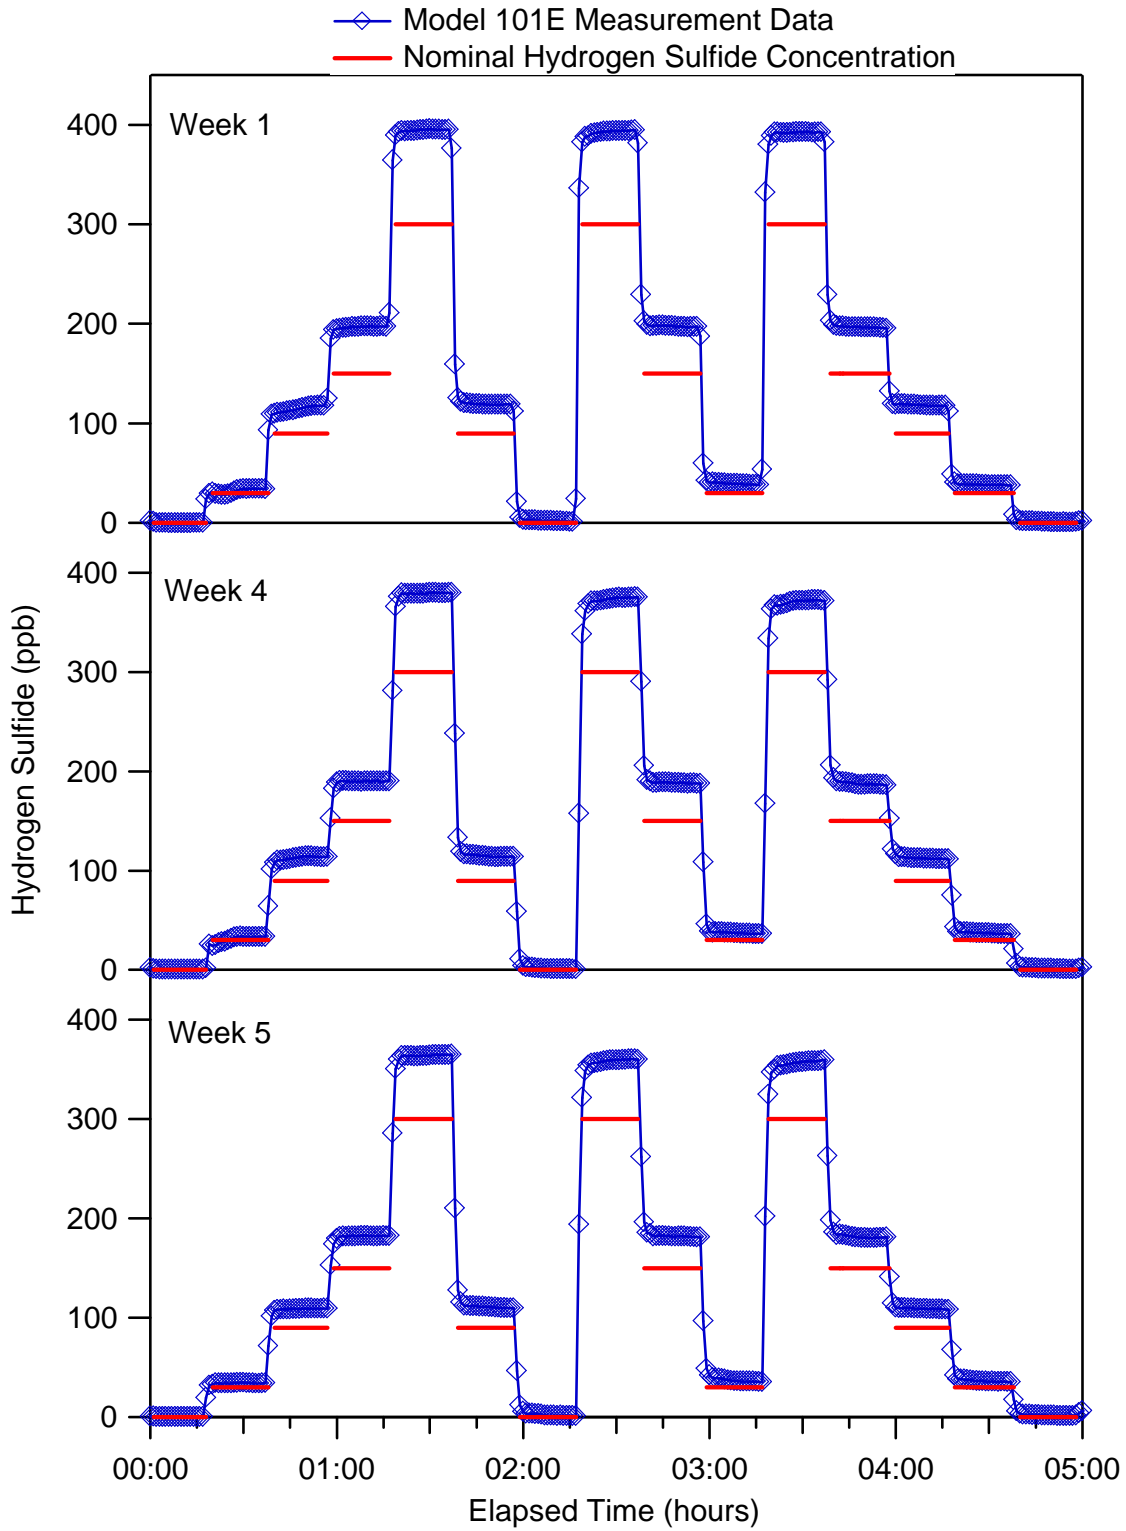 Model 101E Measurement Data
Nominal Hydrogen Sulfide Concentration
Week 1
400
300
200
100
0
Week 4
400
300
200
100
0
Week 5
400
300
200
100
0
Hydrogen Sulfide (ppb)
00:00 01:00 02:00 03:00 04:00 05:00
Elapsed Time (hours)